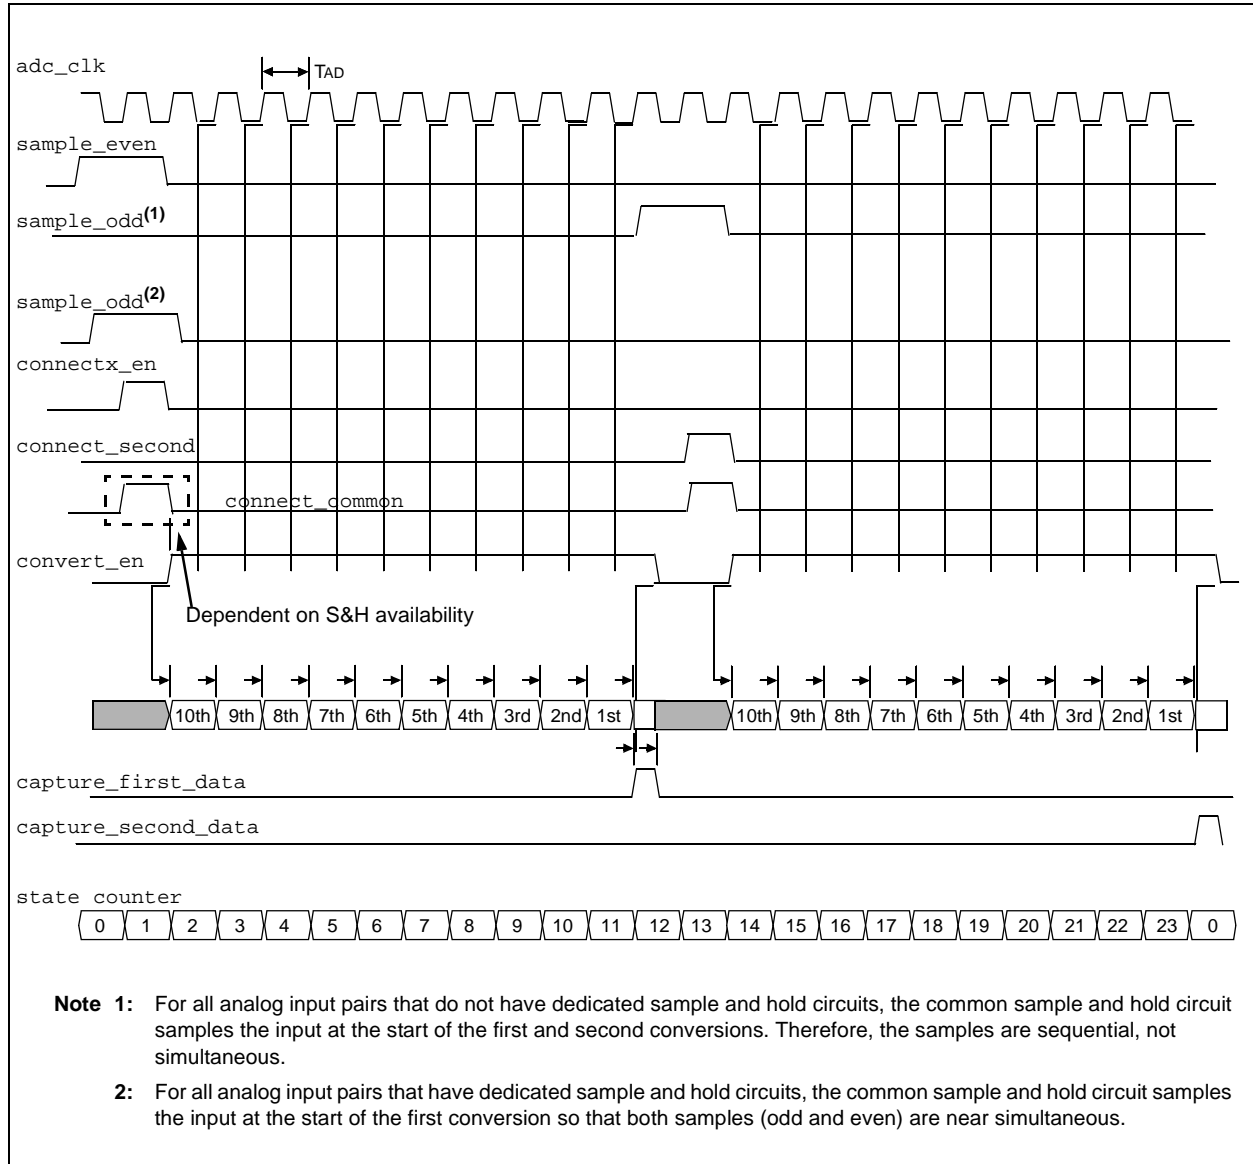 adc_clk
TAD
sample_even
sample_odd(1)
sample_odd(2)
connectx_en
connect_second
connect_common
convert_en
Dependent on S&H availability
10th 9th 8th 7th 6th 5th 4th 3rd 2nd 1st 10th 9th 8th 7th 6th 5th 4th 3rd 2nd 1st
capture_first_data
capture_second_data
state counter
0 1 2 3 4 5 6 7 8 9 10 11 12 13 14 15 16 17 18 19 20 21 22 23 0
Note 1: For all analog input pairs that do not have dedicated sample and hold circuits, the common sample and hold circuit
samples the input at the start of the first and second conversions. Therefore, the samples are sequential, not
simultaneous.
2: For all analog input pairs that have dedicated sample and hold circuits, the common sample and hold circuit samples
the input at the start of the first conversion so that both samples (odd and even) are near simultaneous.